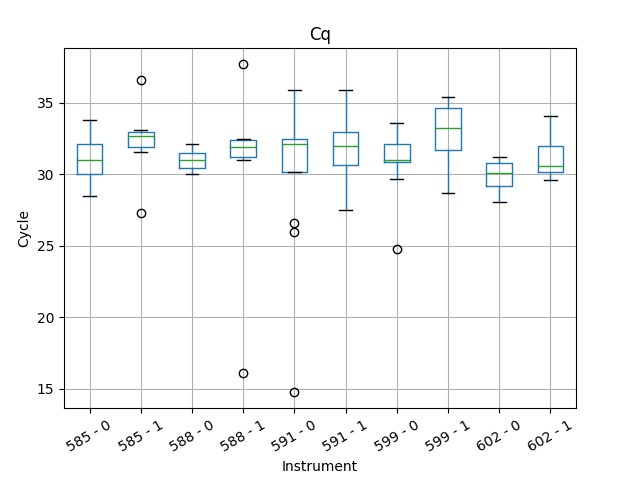 Cq
35
30
25
20
15
Cycle
585 - 0
585 - 1
588 - 0
588 - 1
591 - 0
591 - 1
599 - 0
599 - 1
602 - 0
602 - 1
Instrument